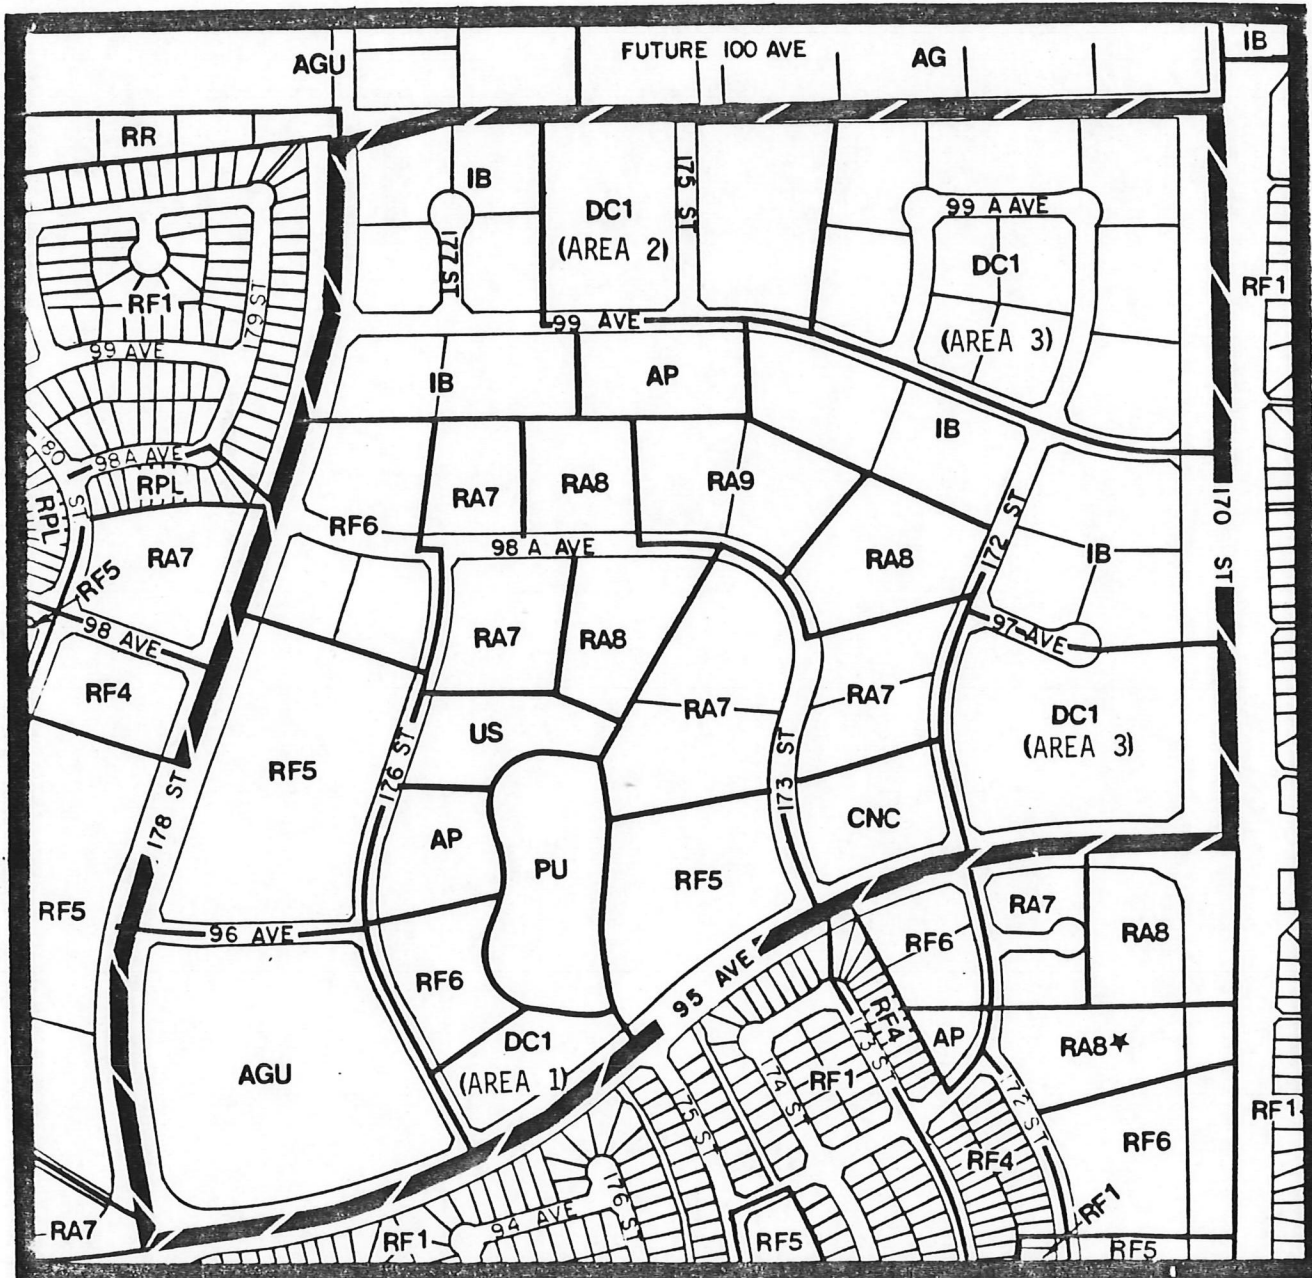 IB
FUTURE 100 AVE
AG
AGU
RR
IB
175 ST
DC1
(AREA 2)
99 A AVE
177 ST
DC1
RF1
RF1
79 ST
99 AVE
(AREA 3)
99 AVE
IB
AP
IB
80
98 A AVE
RPL
RPL
ST
RA7
RA8
RA9
170 ST
RF6
98 A AVE
172 ST
RA7
RF5
RA8
IB
98 AVE
RA7
RA8
97 AVE
RF4
RA7
RA7
US
DC1
(AREA 3)
176 ST
RF5
178 ST
173 ST
CNC
AP
PU
RF5
RF5
RA7
RA8
96 AVE
RF6
95 AVE
RF6
RF4
DC1
(AREA 1)
AP
RA8★
AGU
173 ST
174 ST
RF1
175 ST
172 ST
RF1
RF6
RF4
176 ST
RF1
94 AVE
RA7
RF1
RF5
RF5